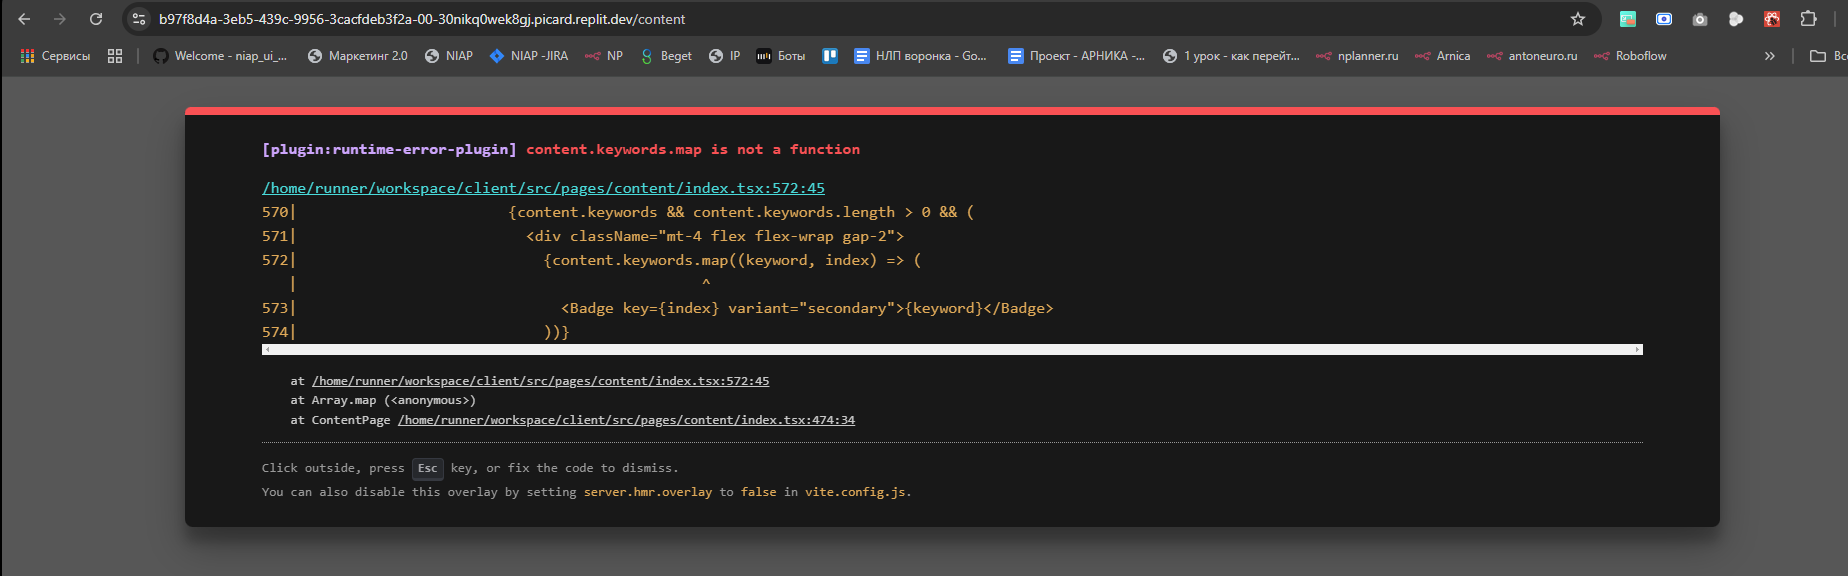 b97f8d4a-3eb5-439c-9956-3cacfdeb3f2a-00-30nikq0wek8gj.picard.replit.dev/content
Сервисы Welcome - niap_ui_... Маркетинг 2.0 NIAP NIAP -JIRA NP Beget IP Боты НЛП воронка - Go... Проект - АРНИКА -... 1 урок - как перейт... nplanner.ru Arnica antoneuro.ru Roboflow » Вс
[plugin:runtime-error-plugin] content.keywords.map is not a function
/home/runner/workspace/client/src/pages/content/index.tsx:572:45
570| {content.keywords && content.keywords.length > 0 && (
571| <div className="mt-4 flex flex-wrap gap-2">
572| {content.keywords.map((keyword, index) => (
| ^
573| <Badge key={index} variant="secondary">{keyword}</Badge>
574| ))}
at /home/runner/workspace/client/src/pages/content/index.tsx:572:45
at Array.map (<anonymous>)
at ContentPage /home/runner/workspace/client/src/pages/content/index.tsx:474:34
Click outside, press Esc key, or fix the code to dismiss.
You can also disable this overlay by setting server.hmr.overlay to false in vite.config.js.